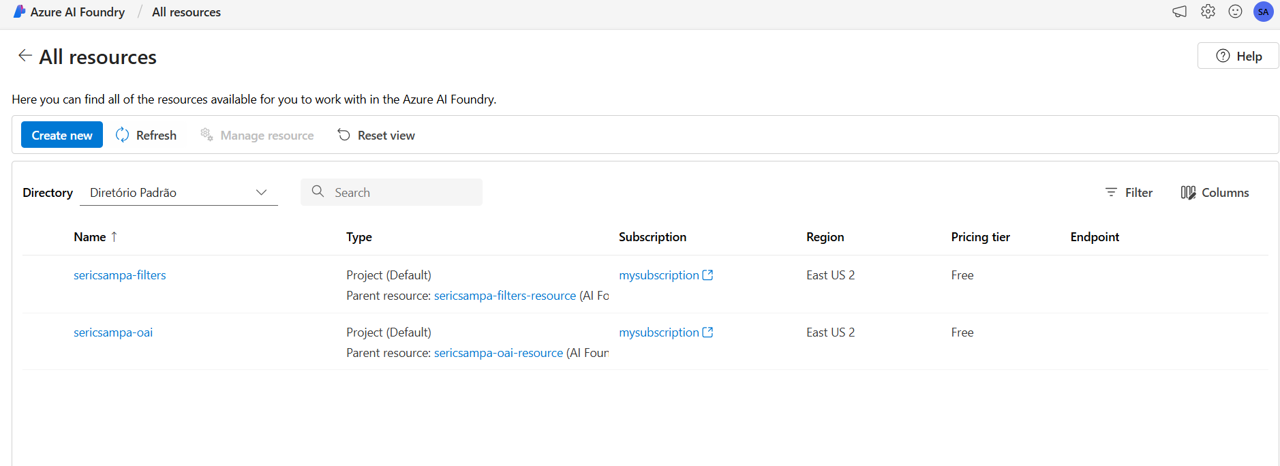 Azure AI Foundry / All resources
SA
All resources
Help
Here you can find all of the resources available for you to work with in the Azure AI Foundry.
Create new Refresh Manage resource Reset view
Directory Diretório Padrão Search Filter Columns
Name ↑ Type Subscription Region Pricing tier Endpoint
sericsampa-filters Project (Default) mysubscription East US 2 Free
Parent resource: sericsampa-filters-resource (AI Fo
sericsampa-oai Project (Default) mysubscription East US 2 Free
Parent resource: sericsampa-oai-resource (AI Foun